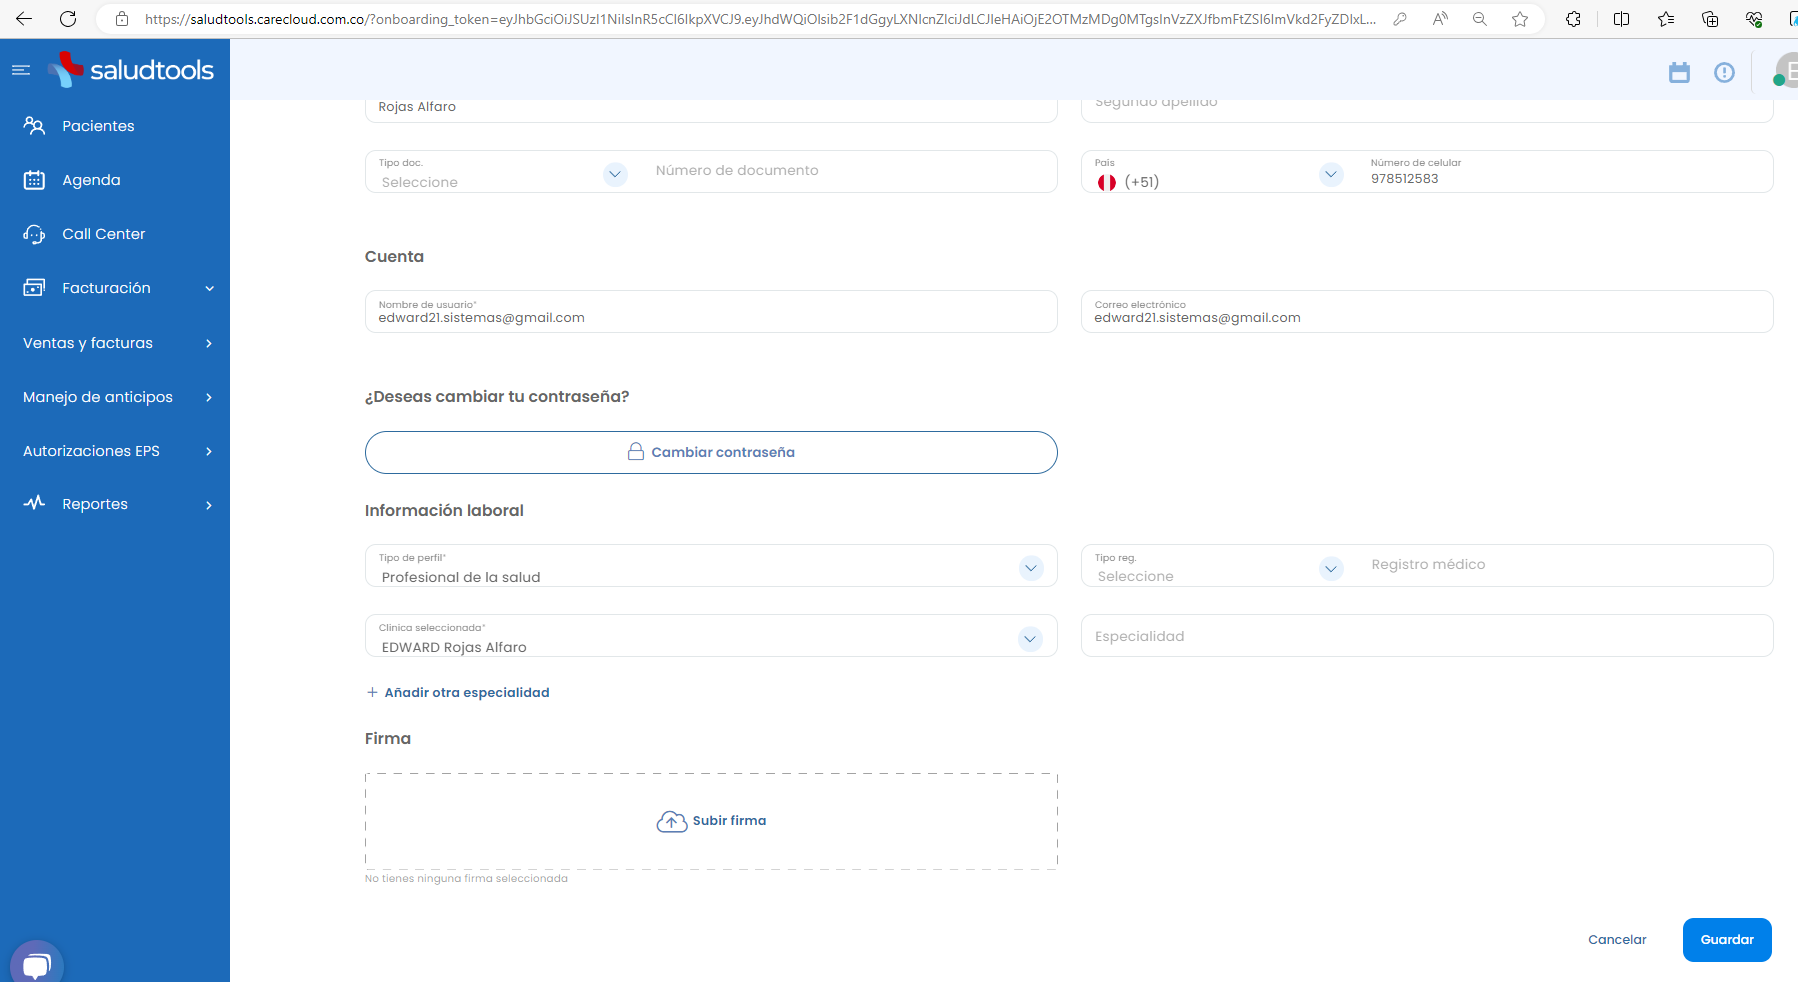 https://saludtools.carecloud.com.co/?onboarding_token=
saludtools
Pacientes
Agenda
Call Center
Facturación
Ventas y facturas
Manejo de anticipos
Autorizaciones EPS
Reportes
Rojas Alfaro
Segundo apellido
Tipo doc.
Seleccione
Número de documento
País
(+51)
Número de celular
978512583
Cuenta
Nombre de usuario*
edward21.sistemas@gmail.com
Correo electrónico
edward21.sistemas@gmail.com
¿Deseas cambiar tu contraseña?
Cambiar contraseña
Información laboral
Tipo de perfil*
Profesional de la salud
Tipo reg.
Seleccione
Registro médico
Clínica seleccionada*
EDWARD Rojas Alfaro
Especialidad
+ Añadir otra especialidad
Firma
Subir firma
No tienes ninguna firma seleccionada
Cancelar
Guardar